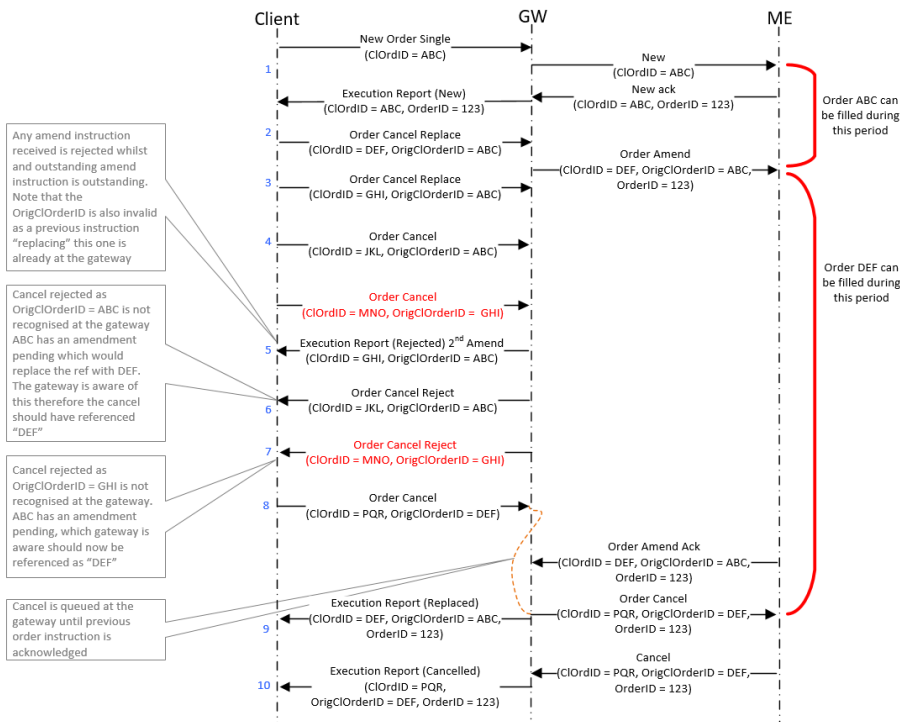 Client
GW
ME
New Order Single
(ClOrdID = ABC)
1
New
(ClOrdID = ABC)
New ack
(ClOrdID = ABC, OrderID = 123)
Execution Report (New)
(ClOrdID = ABC, OrderID = 123)
Order ABC can
be filled during
this period
2
Order Cancel Replace
(ClOrdID = DEF, OrigClOrderID = ABC)
Order Amend
(ClOrdID = DEF, OrigClOrderID = ABC,
OrderID = 123)
3
Order Cancel Replace
(ClOrdID = GHI, OrigClOrderID = ABC)
Any amend instruction
received is rejected whilst
and outstanding amend
instruction is outstanding.
Note that the
OrigClOrderID is also invalid
as a previous instruction
“replacing” this one is
already at the gateway
4
Order Cancel
(ClOrdID = JKL, OrigClOrderID = ABC)
Order DEF can
be filled during
this period
Order Cancel
(ClOrdID = MNO, OrigClOrderID = GHI)
Cancel rejected as
OrigClOrderID = ABC is not
recognised at the gateway
ABC has an amendment
pending which would
replace the ref with DEF.
The gateway is aware of
this therefore the cancel
should have referenced
“DEF”
5
Execution Report (Rejected) 2nd Amend
(ClOrdID = GHI, OrigClOrderID = ABC)
6
Order Cancel Reject
(ClOrdID = JKL, OrigClOrderID = ABC)
7
Order Cancel Reject
(ClOrdID = MNO, OrigClOrderID = GHI)
Cancel rejected as
OrigClOrderID = GHI is not
recognised at the gateway.
ABC has an amendment
pending, which gateway is
aware should now be
referenced as “DEF”
8
Order Cancel
(ClOrdID = PQR, OrigClOrderID = DEF)
Order Amend Ack
(ClOrdID = DEF, OrigClOrderID = ABC,
OrderID = 123)
Cancel is queued at the
gateway until previous
order instruction is
acknowledged
9
Execution Report (Replaced)
(ClOrdID = DEF, OrigClOrderID = ABC,
OrderID = 123)
Order Cancel
(ClOrdID = PQR, OrigClOrderID = DEF,
OrderID = 123)
Cancel
(ClOrdID = PQR, OrigClOrderID = DEF,
OrderID = 123)
10
Execution Report (Cancelled)
(ClOrdID = PQR,
OrigClOrderID = DEF, OrderID = 123)